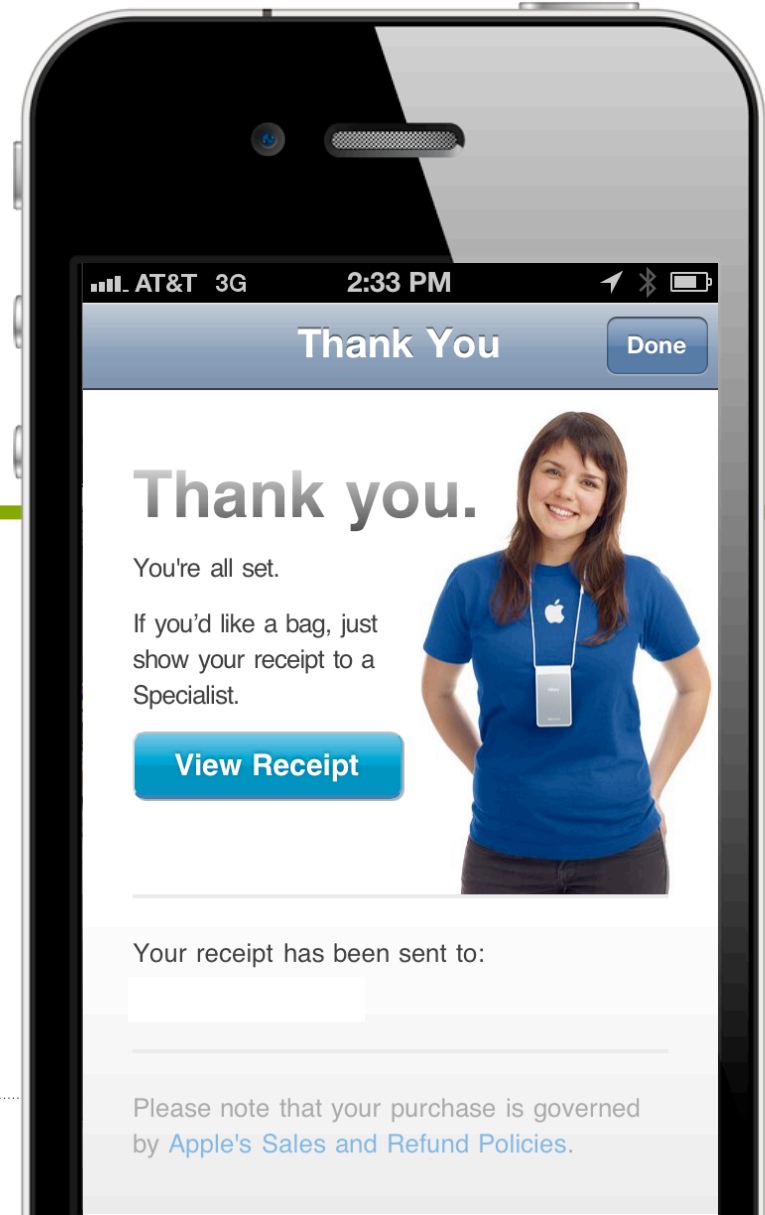 AT&T 3G 2:33 PM
Thank You
Done
Thank you.
You're all set.
If you’d like a bag, just
show your receipt to a
Specialist.
View Receipt
Your receipt has been sent to:
Please note that your purchase is governed
by Apple's Sales and Refund Policies.